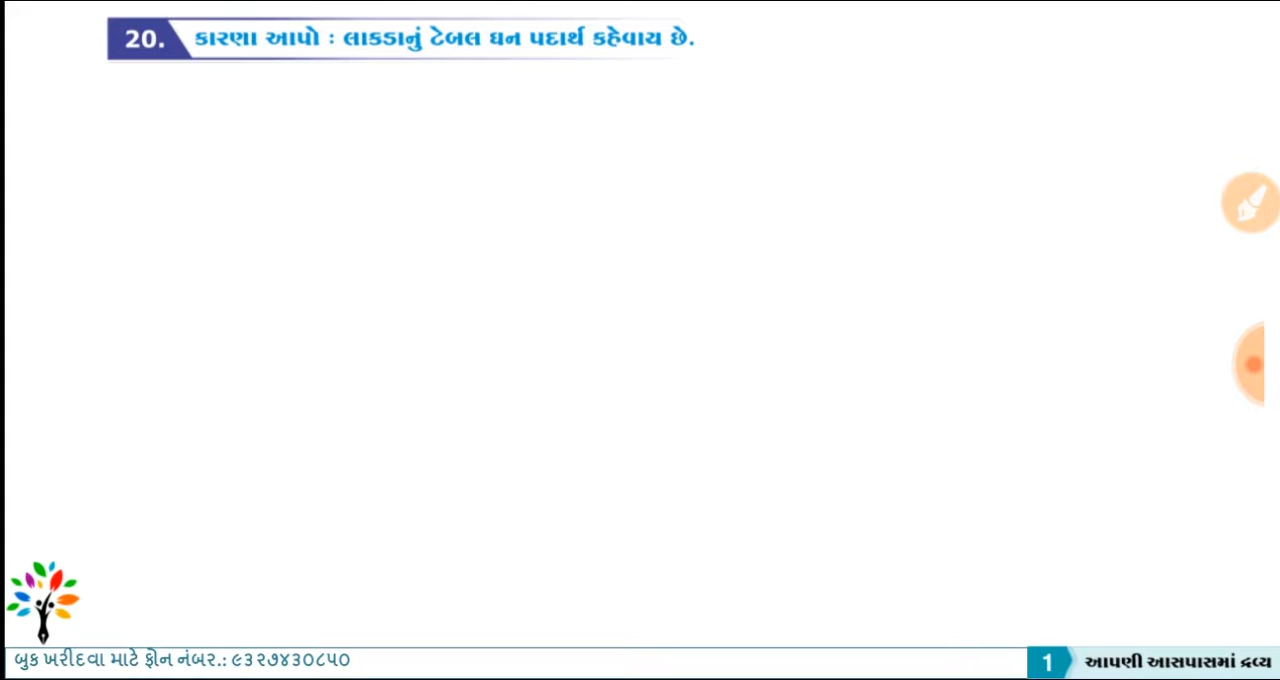 20. કારણ આપો : લાકડાનું ટેબલ ઘન પદાર્થ કહેવાય છે.
બુક ખરીદવા માટે ફોન નંબર.: ૯૩૨૭૪૩૦૮૫૦
1 આપણી આસપાસમાં દ્રવ્ય